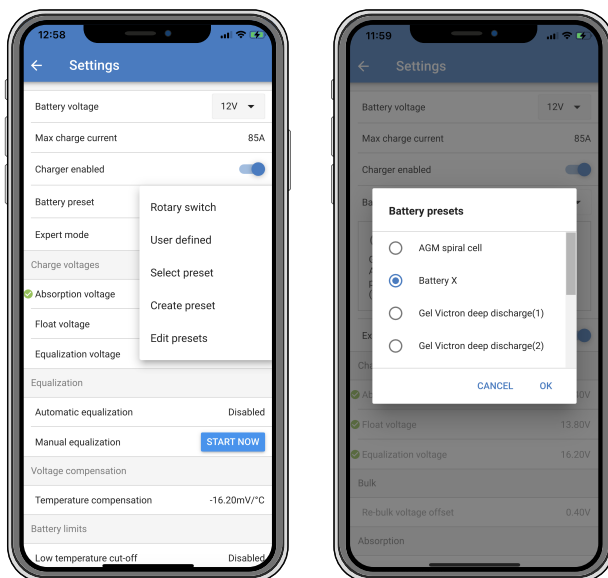 12:58
Settings
Battery voltage 12V
Max charge current 85A
Charger enabled
Battery preset
Expert mode
Charge voltages
Absorption voltage
Float voltage
Equalization voltage
Rotary switch
User defined
Select preset
Create preset
Edit presets
Equalization
Automatic equalization Disabled
Manual equalization START NOW
Voltage compensation
Temperature compensation -16.20mV/°C
Battery limits
Low temperature cut-off Disabled
11:59
Settings
Battery voltage 12V
Max charge current 85A
Charger enabled
Battery presets
AGM spiral cell
Battery X
Gel Victron deep discharge(1)
Gel Victron deep discharge(2)
CANCEL OK
Float voltage 13.80V
Equalization voltage 16.20V
Bulk
Re-bulk voltage offset 0.40V
Absorption